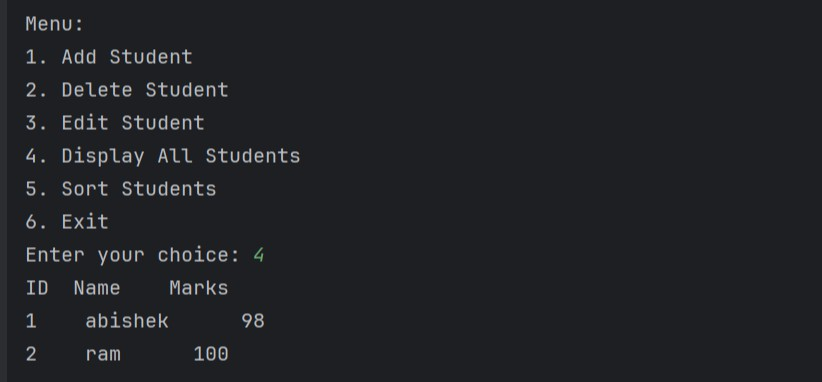 Menu:
1. Add Student
2. Delete Student
3. Edit Student
4. Display All Students
5. Sort Students
6. Exit
Enter your choice: 4
ID  Name    Marks
1    abishek      98
2    ram      100